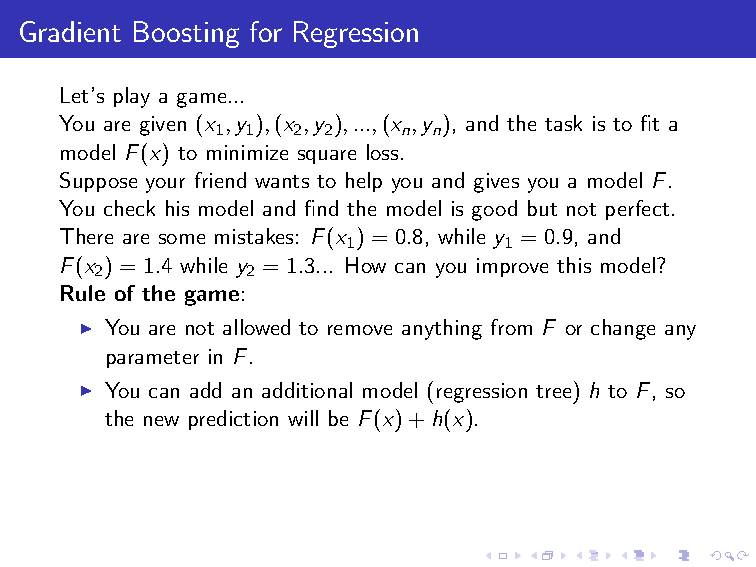 Gradient Boosting for Regression
Let's play a game...
You are given (x₁, y₁), (x₂, y₂), ..., (xₙ, yₙ), and the task is to fit a
model F(x) to minimize square loss.
Suppose your friend wants to help you and gives you a model F.
You check his model and find the model is good but not perfect.
There are some mistakes: F(x₁) = 0.8, while y₁ = 0.9, and
F(x₂) = 1.4 while y₂ = 1.3... How can you improve this model?
Rule of the game:
▶ You are not allowed to remove anything from F or change any
parameter in F.
▶ You can add an additional model (regression tree) h to F, so
the new prediction will be F(x) + h(x).